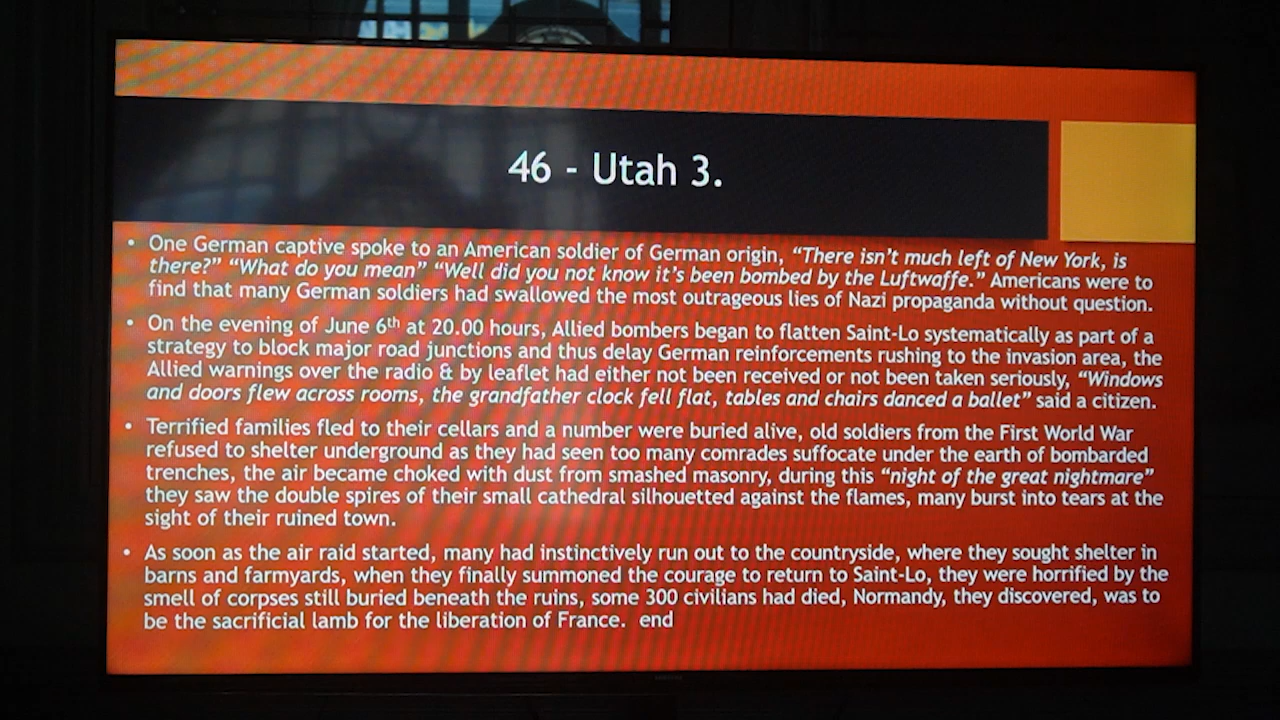 46 - Utah 3.
• One German captive spoke to an American soldier of German origin, “There isn’t much left of New York, is
there?” “What do you mean” “Well did you not know it’s been bombed by the Luftwaffe.” Americans were to
find that many German soldiers had swallowed the most outrageous lies of Nazi propaganda without question.
• On the evening of June 6th at 20.00 hours, Allied bombers began to flatten Saint-Lo systematically as part of a
strategy to block major road junctions and thus delay German reinforcements rushing to the invasion area, the
Allied warnings over the radio & by leaflet had either not been received or not been taken seriously, “Windows
and doors flew across rooms, the grandfather clock fell flat, tables and chairs danced a ballet” said a citizen.
• Terrified families fled to their cellars and a number were buried alive, old soldiers from the First World War
refused to shelter underground as they had seen too many comrades suffocate under the earth of bombarded
trenches, the air became choked with dust from smashed masonry, during this “night of the great nightmare”
they saw the double spires of their small cathedral silhouetted against the flames, many burst into tears at the
sight of their ruined town.
• As soon as the air raid started, many had instinctively run out to the countryside, where they sought shelter in
barns and farmyards, when they finally summoned the courage to return to Saint-Lo, they were horrified by the
smell of corpses still buried beneath the ruins, some 300 civilians had died, Normandy, they discovered, was to
be the sacrificial lamb for the liberation of France. end